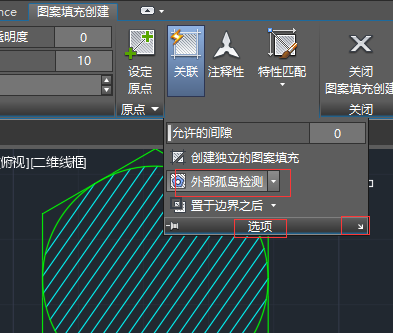 nce 图案填充创建
透明度 0
10
设定
原点
关联
注释性
特性匹配
关闭
图案填充创建
原点
关闭
允许的间隙 0
创建独立的图案填充
外部孤岛检测
置于边界之后
选项
俯视][二维线框]